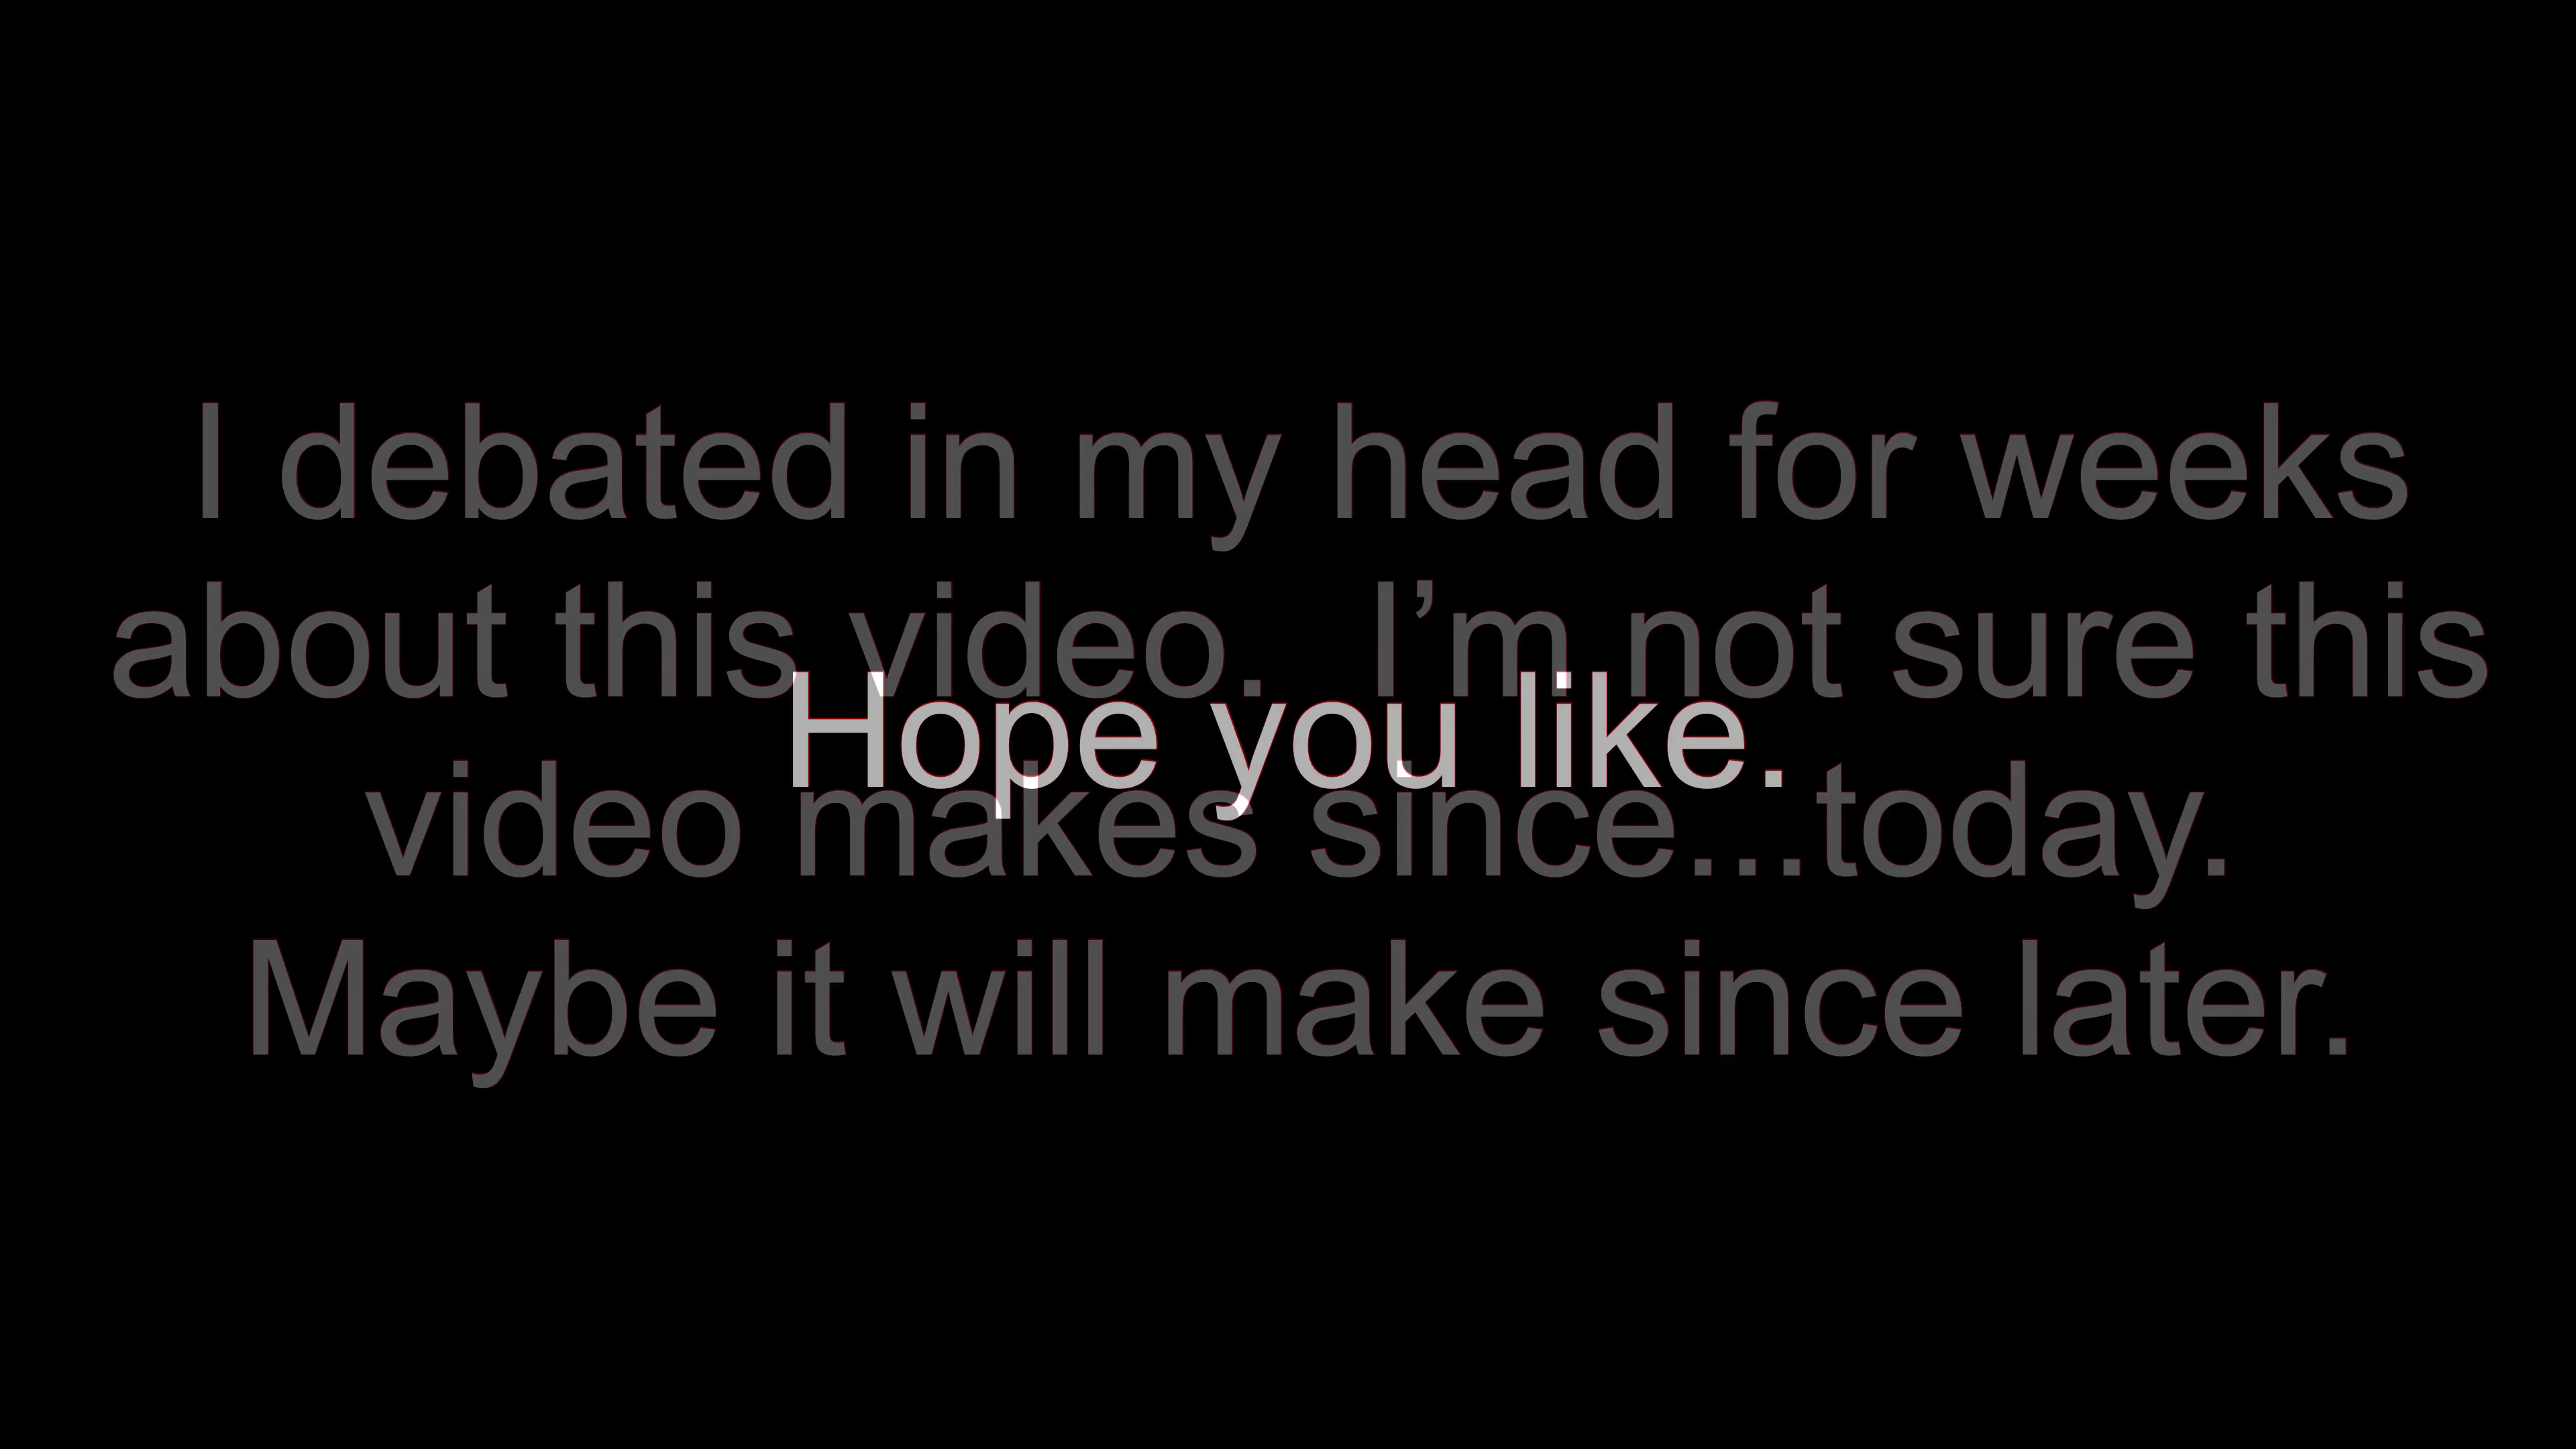 I debated in my head for weeks
about this video.  I’m not sure this
Hope you like.
video makes since...today.
Maybe it will make since later.